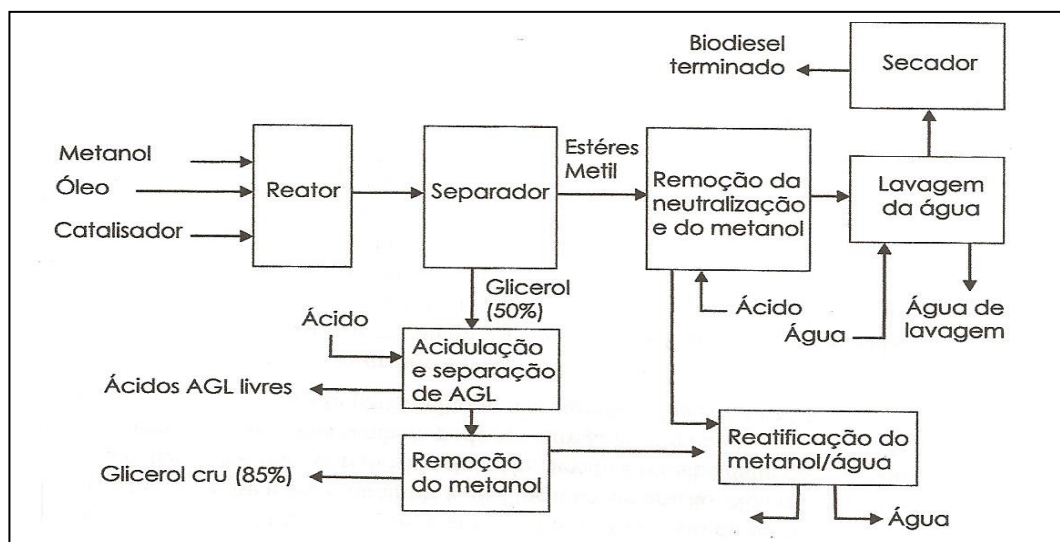 Biodiesel
terminado
Secador
Metanol
Óleo
Catalisador
Reator
Separador
Estéres
Metil
Remoção da
neutralização
e do metanol
Lavagem
da água
Glicerol
(50%)
Ácido
Água
Água de
lavagem
Ácido
Acidulação
e separação
de AGL
Ácidos AGL livres
Remoção
do metanol
Glicerol cru (85%)
Reatificação do
metanol/água
Água